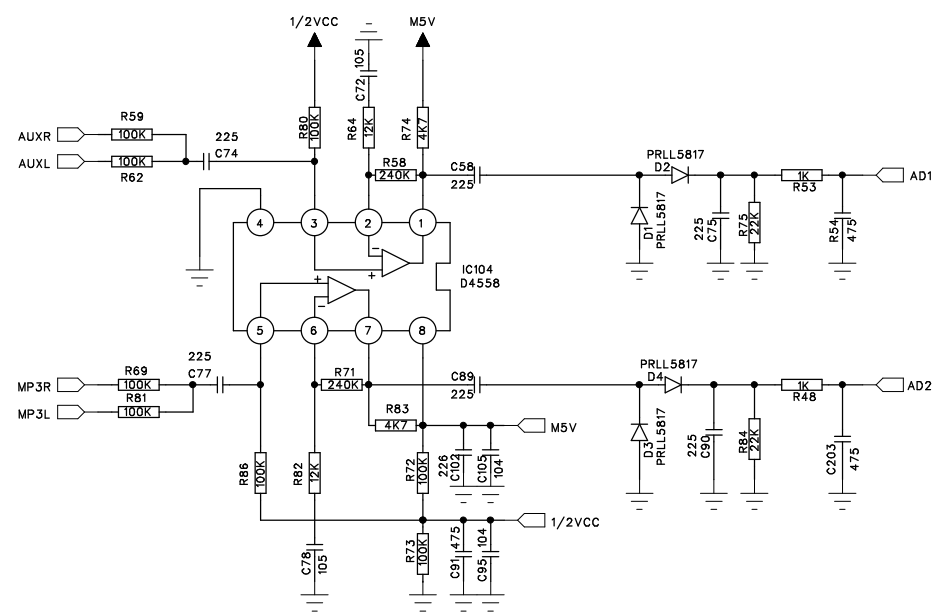 1/2VCC
M5V
105
C72
R80
100K
R64
12K
R74
4K7
R59
100K
AUXR
225
C74
AUXL
100K
R62
R58
240K
C58
225
PRLL5817
D2
1K
R53
AD1
D1
PRLL5817
225
C75
R75
22K
R54
475
4
3
2
1
−
+
IC104
D4558
+
−
5
6
7
8
225
C77
R69
100K
MP3R
R81
100K
MP3L
R71
240K
C89
225
PRLL5817
D4
1K
R48
AD2
R83
4K7
M5V
D3
PRLL5817
225
C90
R84
22K
C203
475
R86
100K
R82
12K
R72
100K
226
C102
C105
104
1/2VCC
C78
105
R73
100K
C91
475
C95
104